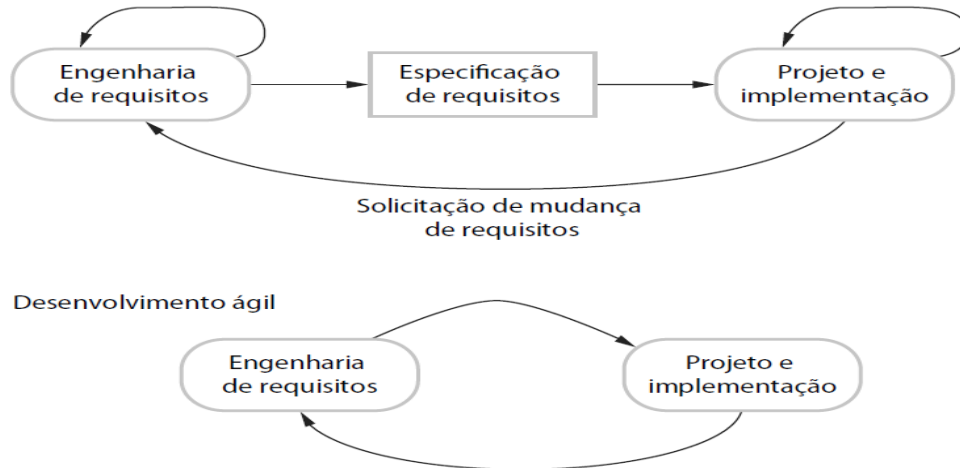 Engenharia
de requisitos
Especificação
de requisitos
Projeto e
implementação
Solicitação de mudança
de requisitos
Desenvolvimento ágil
Engenharia
de requisitos
Projeto e
implementação